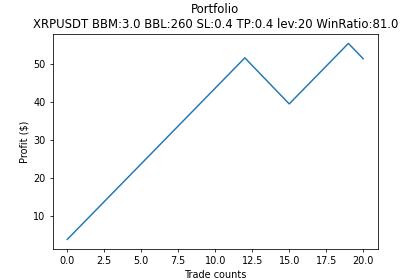 Portfolio
XRPUSDT BBM:3.0 BBL:260 SL:0.4 TP:0.4 lev:20 WinRatio:81.0
Profit ($)
50
40
30
20
10
0.0 2.5 5.0 7.5 10.0 12.5 15.0 17.5 20.0
Trade counts